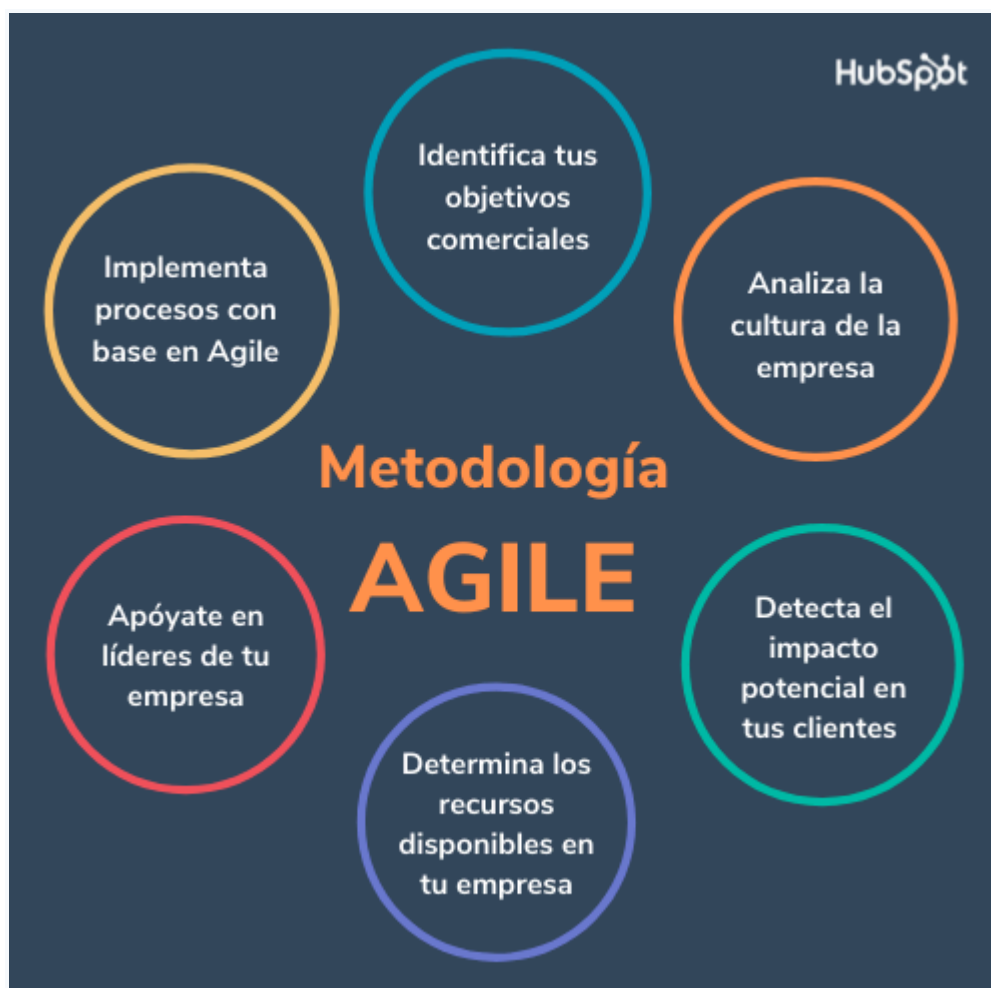 HubSpot
Identifica tus
objetivos
comerciales
Analiza la
cultura de la
empresa
Detecta el
impacto
potencial en
tus clientes
Determina los
recursos
disponibles en
tu empresa
Apóyate en
líderes de tu
empresa
Implementa
procesos con
base en Agile
Metodología
AGILE